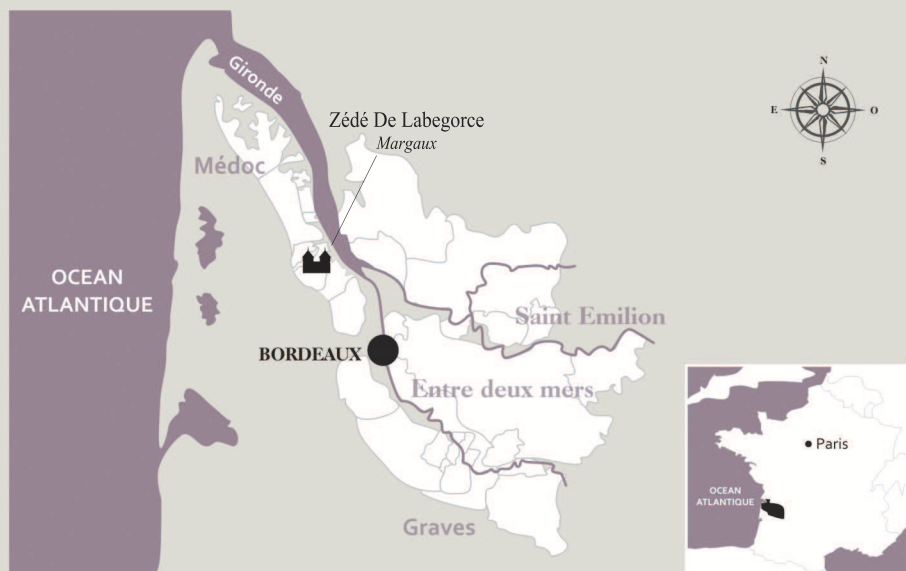 Gironde
N
E
O
S
Zédé De Labegorce
Margaux
Médoc
OCEAN
ATLANTIQUE
Saint Emilion
BORDEAUX
Entre deux mers
Graves
Paris
OCEAN
ATLANTIQUE